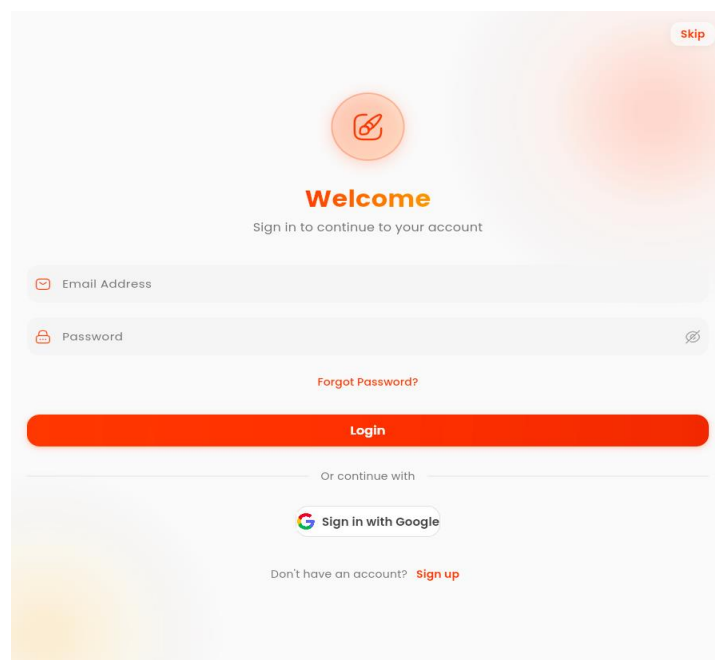 Skip
Welcome
Sign in to continue to your account
Email Address
Password
Forgot Password?
Login
Or continue with
Sign in with Google
Don't have an account? Sign up